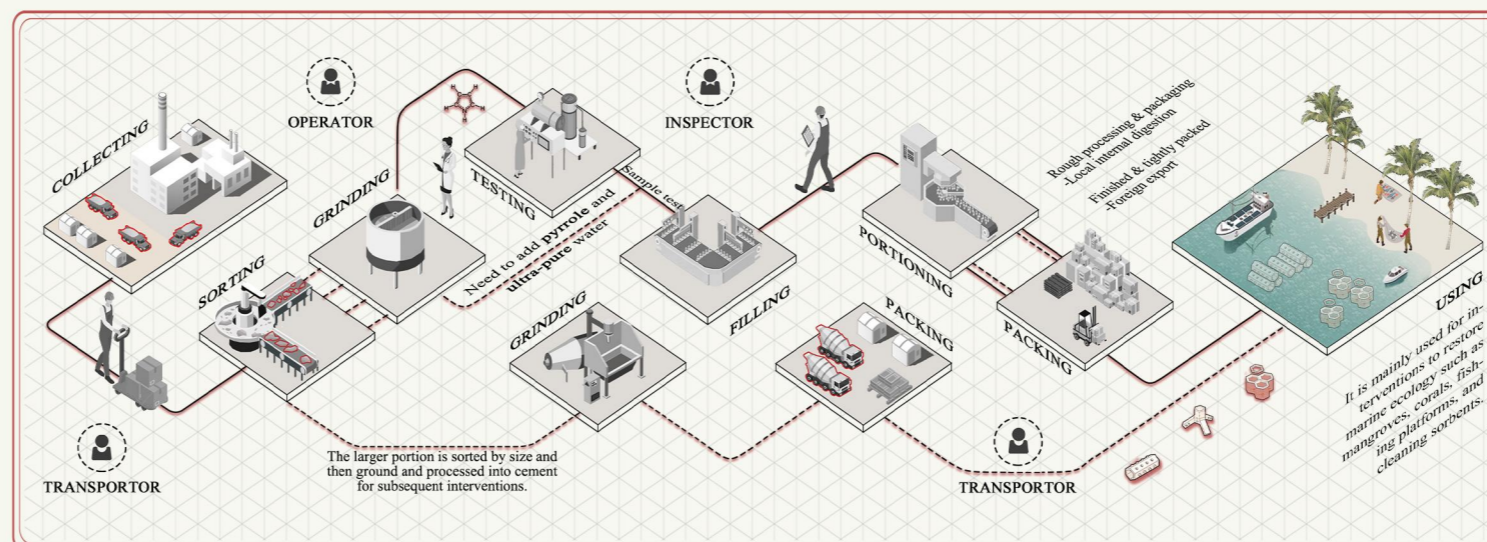 COLLECTING
OPERATOR
GRINDING
TESTING
Sample test
INSPECTOR
Need to add pyrrole and
ultra-pure water
SORTING
FILLING
PORTIONING
Rough processing & packaging
-Local internal digestion
Finished & tightly packed
-Foreign export
PACKING
USING
It is mainly used for in-
terventions to restore
marine ecology such as
mangroves, corals, fish-
ing platforms, and
cleaning sorbents.
GRINDING
PACKING
TRANSPORTOR
The larger portion is sorted by size and
then ground and processed into cement
for subsequent interventions.
TRANSPORTOR